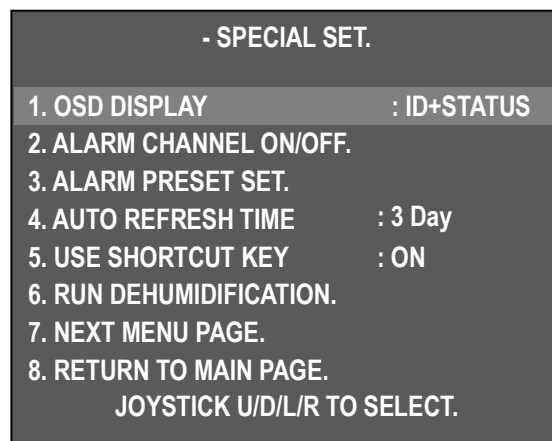 - SPECIAL SET.
1. OSD DISPLAY : ID+STATUS
2. ALARM CHANNEL ON/OFF.
3. ALARM PRESET SET.
4. AUTO REFRESH TIME : 3 Day
5. USE SHORTCUT KEY : ON
6. RUN DEHUMIDIFICATION.
7. NEXT MENU PAGE.
8. RETURN TO MAIN PAGE.
JOYSTICK U/D/L/R TO SELECT.